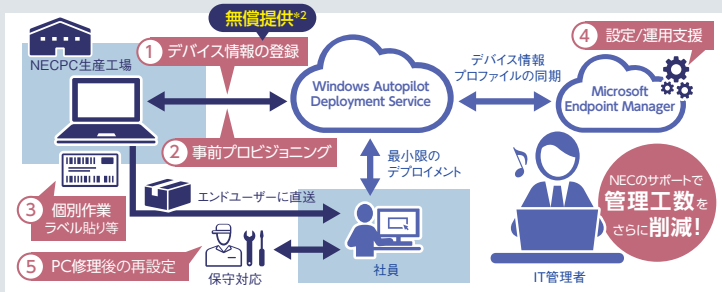 無償提供*2
① デバイス情報の登録
NECPC生産工場
Windows Autopilot
Deployment Service
デバイス情報
プロファイルの同期
④ 設定/運用支援
Microsoft
Endpoint Manager
② 事前プロビジョニング
最小限の
デプロイメント
③ 個別作業
ラベル貼り等
エンドユーザーに直送
NECのサポートで
管理工数を
さらに削減!
⑤ PC修理後の再設定
保守対応
社員
IT管理者